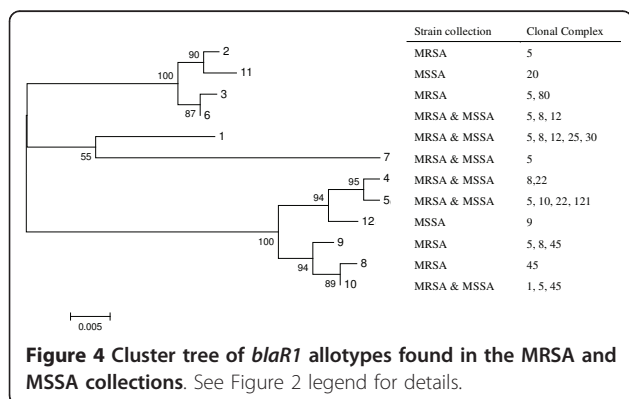 Strain collection Clonal Complex
90 2 MRSA 5
100 11 MSSA 20
3 MRSA 5, 80
87 6 MRSA & MSSA 5, 8, 12
1 MRSA & MSSA 5, 8, 12, 25, 30
55 7 MRSA & MSSA 5
95 4 MRSA & MSSA 8,22
94 5 MRSA & MSSA 5, 10, 22, 121
12 MSSA 9
100 9 MRSA 5, 8, 45
94 8 MRSA 45
89 10 MRSA & MSSA 1, 5, 45
0.005
Figure 4 Cluster tree of blaR1 allotypes found in the MRSA and
MSSA collections. See Figure 2 legend for details.